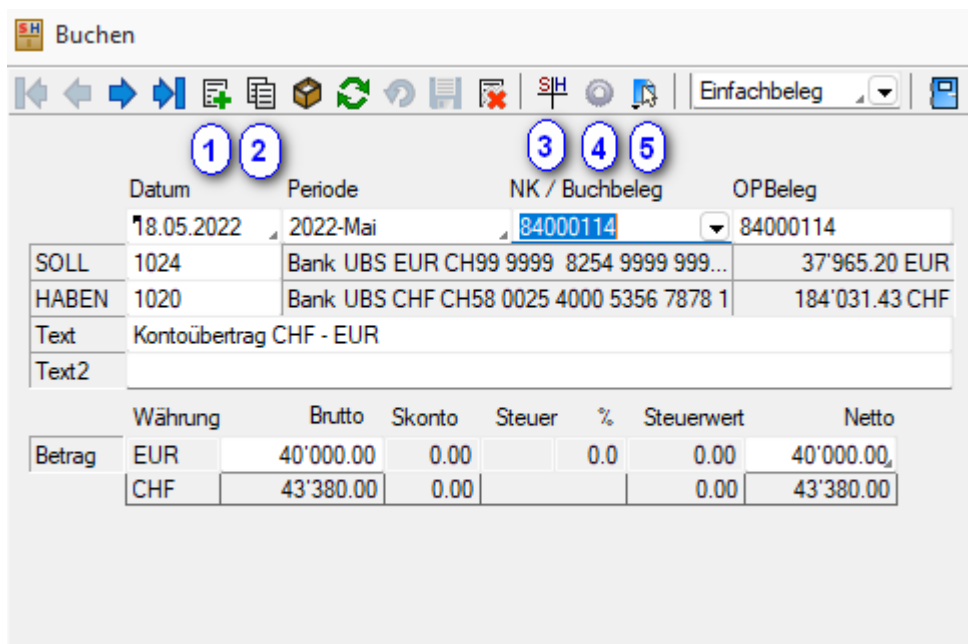 SH Buchen
SH Einfachbeleg
1 2 3 4 5
Datum Periode NK / Buchbeleg OPBeleg
18.05.2022 2022-Mai 84000114 84000114
SOLL 1024 Bank UBS EUR CH99 9999 8254 9999 999... 37'965.20 EUR
HABEN 1020 Bank UBS CHF CH58 0025 4000 5356 7878 1 184'031.43 CHF
Text Kontoübertrag CHF - EUR
Text2
Währung Brutto Skonto Steuer % Steuerwert Netto
Betrag EUR 40'000.00 0.00 0.0 0.00 40'000.00
CHF 43'380.00 0.00 0.00 43'380.00